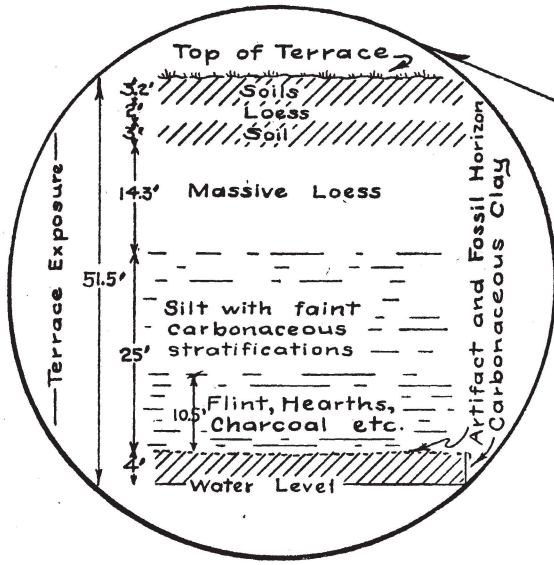 Top of Terrace
3.2'
Soils
Loess
Soil
14.3'
Massive Loess
Terrace Exposure
51.5'
25'
Silt with faint
carbonaceous
stratifications
10.5'
Flint, Hearths,
Charcoal etc.
4'
Water Level
Artifact and Fossil Horizon
Carbonaceous Clay